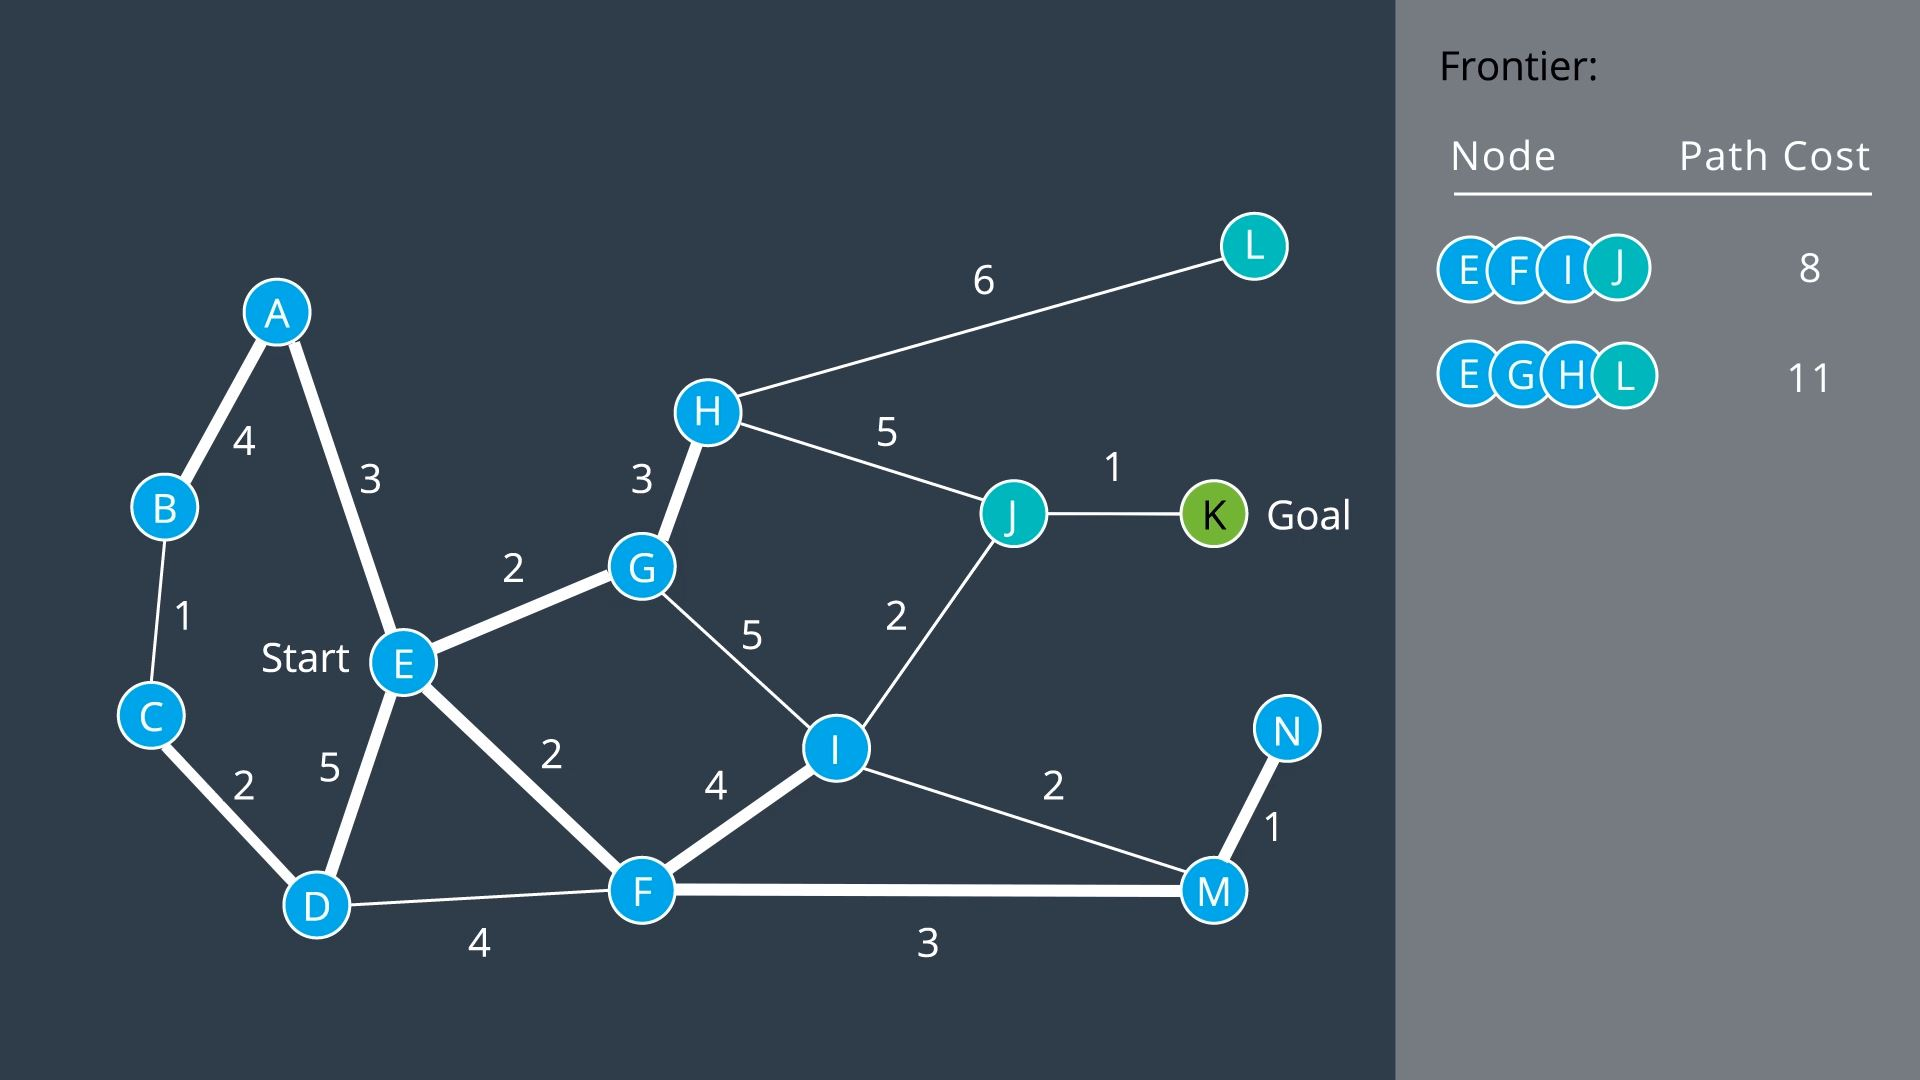 Frontier:
Node Path Cost
E F I J 8
E G H L 11
L
6
A
H
4
5
3
3
1
B
J
K Goal
2
G
1
5
2
Start E
C
N
I
5
2
2
4
2
1
D
F
M
4
3